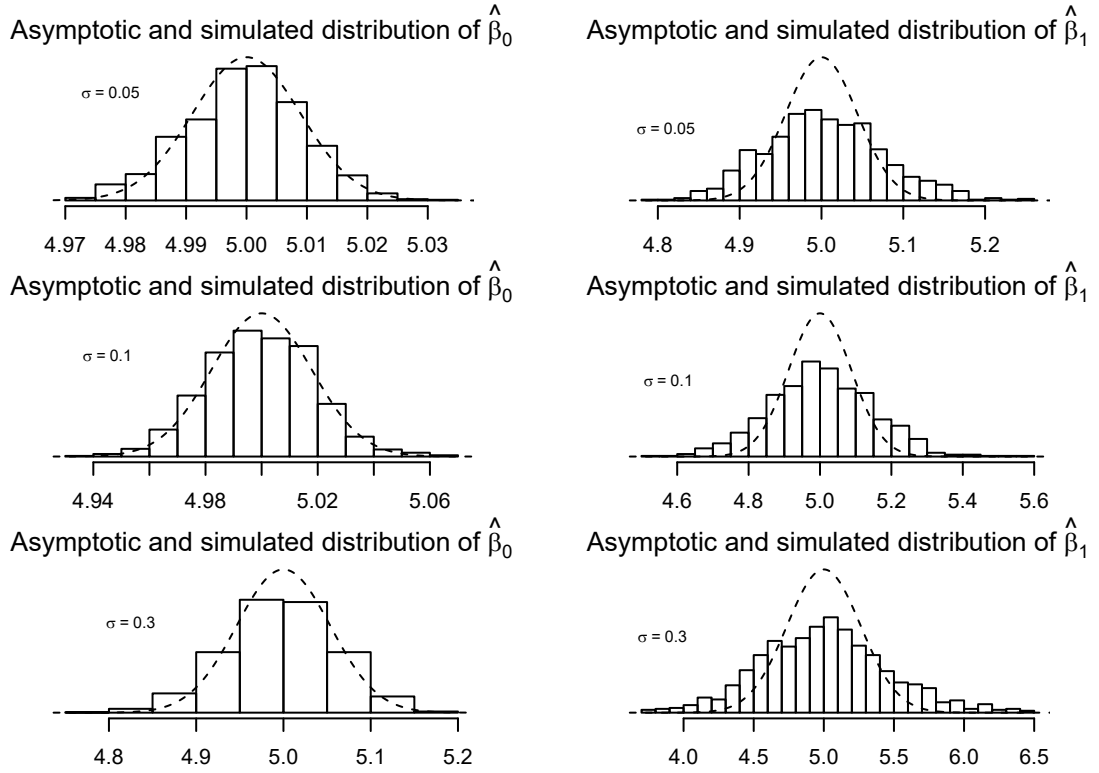 Asymptotic and simulated distribution of β̂₀
σ = 0.05
4.97 4.98 4.99 5.00 5.01 5.02 5.03
Asymptotic and simulated distribution of β̂₁
σ = 0.05
4.8 4.9 5.0 5.1 5.2
Asymptotic and simulated distribution of β̂₀
σ = 0.1
4.94 4.98 5.02 5.06
Asymptotic and simulated distribution of β̂₁
σ = 0.1
4.6 4.8 5.0 5.2 5.4 5.6
Asymptotic and simulated distribution of β̂₀
σ = 0.3
4.8 4.9 5.0 5.1 5.2
Asymptotic and simulated distribution of β̂₁
σ = 0.3
4.0 4.5 5.0 5.5 6.0 6.5